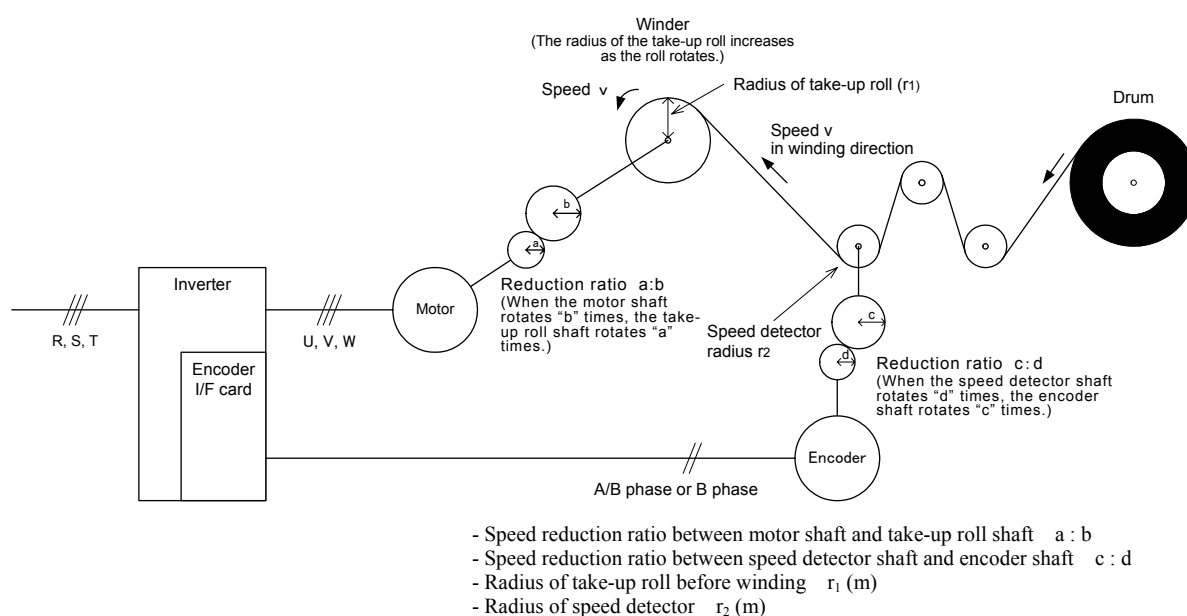 Winder
(The radius of the take-up roll increases
as the roll rotates.)
Speed v
Radius of take-up roll (r1)
Drum
Speed v
in winding direction
b
a
Reduction ratio a:b
(When the motor shaft
rotates “b” times, the take-
up roll shaft rotates “a”
times.)
Inverter
Motor
R, S, T
U, V, W
Encoder
I/F card
Speed detector
radius r2
c
d
Reduction ratio c:d
(When the speed detector shaft
rotates “d” times, the encoder
shaft rotates “c” times.)
Encoder
A/B phase or B phase
- Speed reduction ratio between motor shaft and take-up roll shaft a : b
- Speed reduction ratio between speed detector shaft and encoder shaft c : d
- Radius of take-up roll before winding r1 (m)
- Radius of speed detector r2 (m)